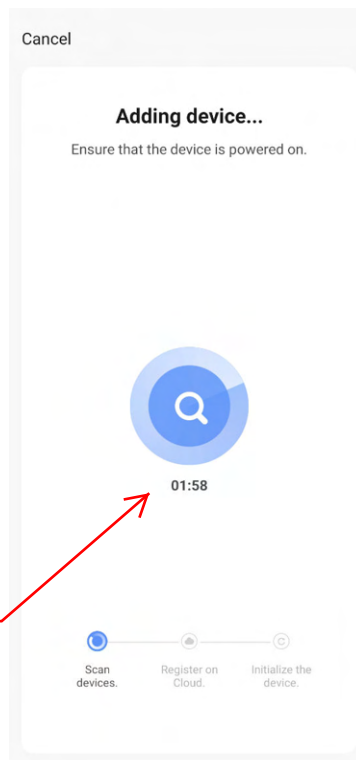 Cancel
Adding device...
Ensure that the device is powered on.
01:58
Scan
devices.
Register on
Cloud.
Initialize the
device.